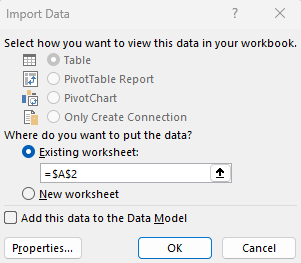 Import Data
?
Select how you want to view this data in your workbook.
Table
PivotTable Report
PivotChart
Only Create Connection
Where do you want to put the data?
Existing worksheet:
=$A$2
New worksheet
Add this data to the Data Model
Properties...
OK
Cancel